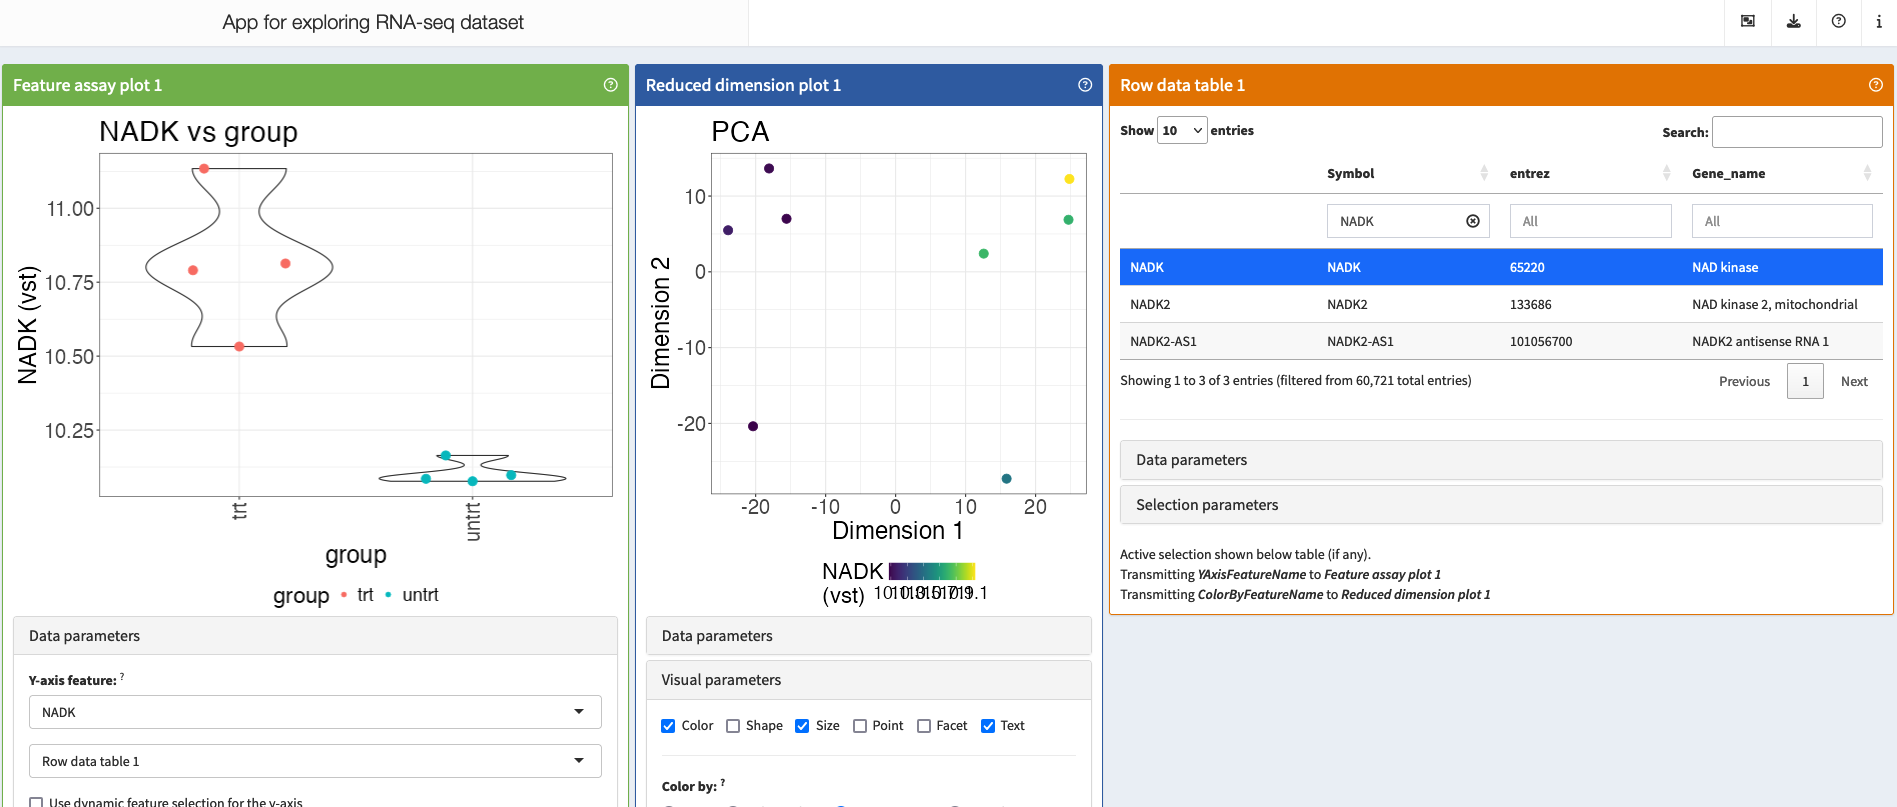 App for exploring RNA-seq dataset
Feature assay plot 1
NADK vs group
11.00
10.75
10.50
10.25
NADK (vst)
trt
untrt
group
group trt untrt
Data parameters
Y-axis feature: ?
NADK
Row data table 1
Use dynamic feature selection for the y-axis
Reduced dimension plot 1
PCA
10
0
-10
-20
Dimension 2
-20 -10 0 10 20
Dimension 1
NADK
(vst)
Data parameters
Visual parameters
Color Shape Size Point Facet Text
Color by: ?
Row data table 1
Show 10 entries
Search:
Symbol entrez Gene_name
NADK All All
NADK NADK 65220 NAD kinase
NADK2 NADK2 133686 NAD kinase 2, mitochondrial
NADK2-AS1 NADK2-AS1 101056700 NADK2 antisense RNA 1
Showing 1 to 3 of 3 entries (filtered from 60,721 total entries)
Previous 1 Next
Data parameters
Selection parameters
Active selection shown below table (if any).
Transmitting YAxisFeatureName to Feature assay plot 1
Transmitting ColorByFeatureName to Reduced dimension plot 1